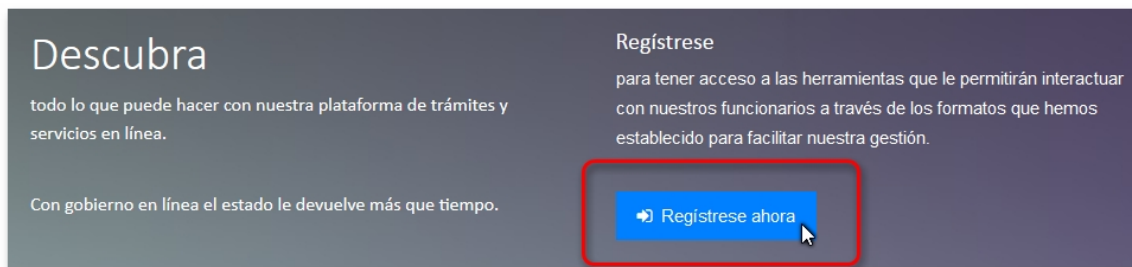 Descubra
todo lo que puede hacer con nuestra plataforma de trámites y
servicios en línea.
Con gobierno en línea el estado le devuelve más que tiempo.
Regístrese
para tener acceso a las herramientas que le permitirán interactuar
con nuestros funcionarios a través de los formatos que hemos
establecido para facilitar nuestra gestión.
Regístrese ahora